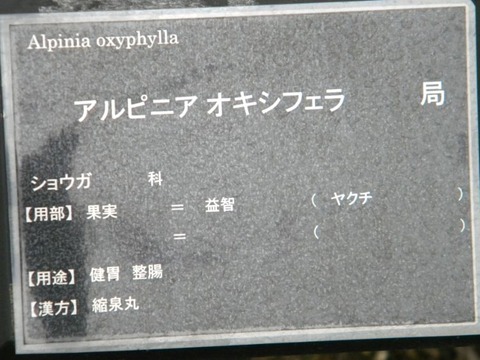 Alpinia oxyphylla
アルピニア オキシフェラ 局
ショウガ 科
【用部】 果実 = 益智 ( ヤクチ )
= ( )
【用途】 健胃 整腸
【漢方】 縮泉丸